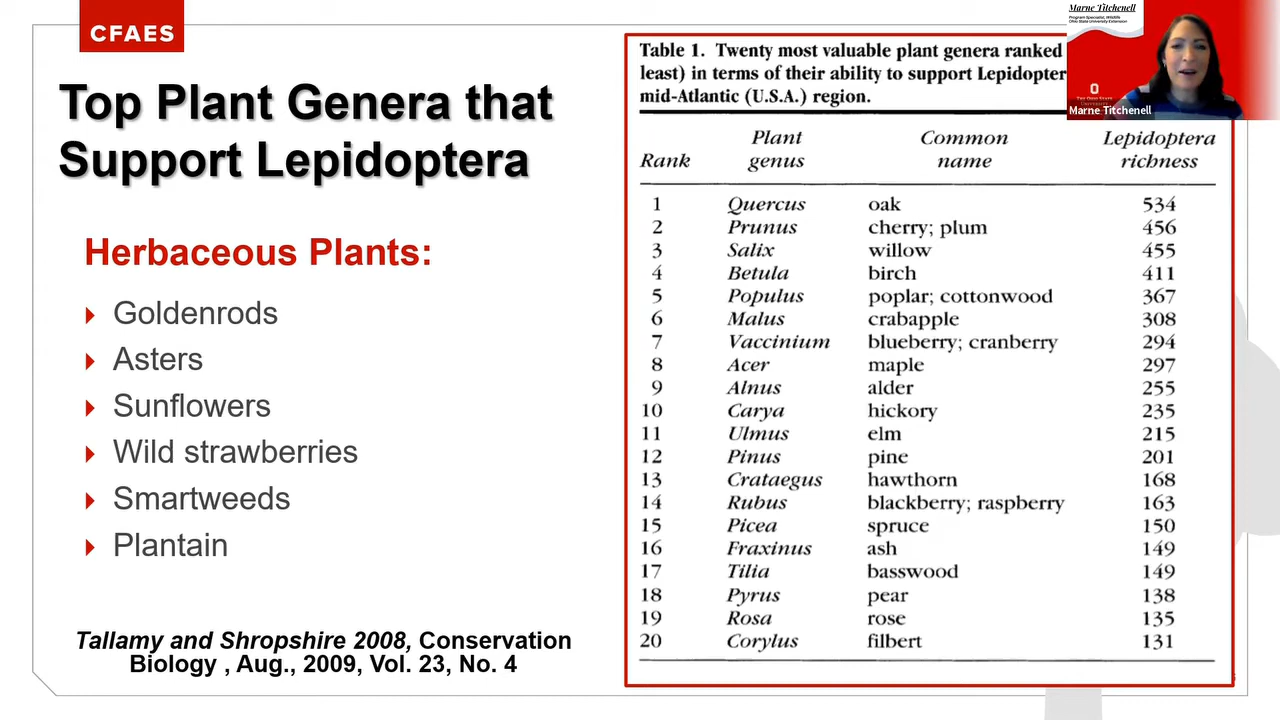 CFAES
Top Plant Genera that
Support Lepidoptera
Herbaceous Plants:
Goldenrods
Asters
Sunflowers
Wild strawberries
Smartweeds
Plantain
Tallamy and Shropshire 2008, Conservation
Biology , Aug., 2009, Vol. 23, No. 4
Table 1. Twenty most valuable plant genera ranked
least) in terms of their ability to support Lepidopter
mid-Atlantic (U.S.A.) region.
Rank Plant genus Common name Lepidoptera richness
1 Quercus oak 534
2 Prunus cherry; plum 456
3 Salix willow 455
4 Betula birch 411
5 Populus poplar; cottonwood 367
6 Malus crabapple 308
7 Vaccinium blueberry; cranberry 294
8 Acer maple 297
9 Alnus alder 255
10 Carya hickory 235
11 Ulmus elm 215
12 Pinus pine 201
13 Crataegus hawthorn 168
14 Rubus blackberry; raspberry 163
15 Picea spruce 150
16 Fraxinus ash 149
17 Tilia basswood 149
18 Pyrus pear 138
19 Rosa rose 135
20 Corylus filbert 131
Marne Titchenell
Program Specialist, Wildlife
Ohio State University Extension
Marne Titchenell